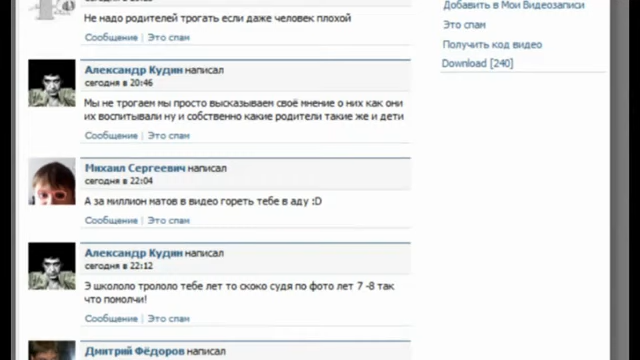 Не надо родителей трогать если даже человек плохой
Сообщение | Это спам
Александр Кудин написал
сегодня в 20:46
Мы не трогаем мы просто высказываем своё мнение о них как они
их воспитывали ну и собственно какие родители такие же и дети
Сообщение | Это спам
Михаил Сергеевич написал
сегодня в 22:04
А за миллион матов в видео гореть тебе в аду :D
Сообщение | Это спам
Александр Кудин написал
сегодня в 22:12
Э школоло трололо тебе лет то скоко судя по фото лет 7 -8 так
что помолчи!
Сообщение | Это спам
Дмитрий Фёдоров написал
Добавить в Мои Видеозаписи
Это спам
Получить код видео
Download [240]